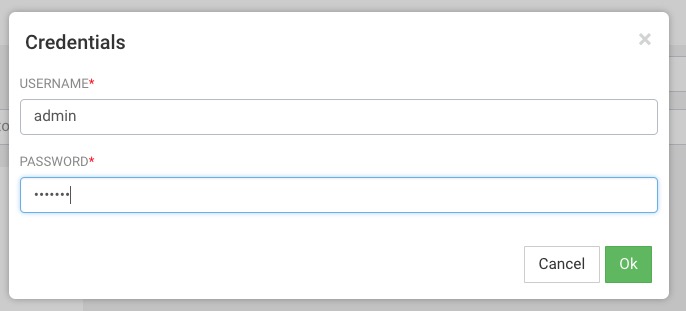 Credentials
×
USERNAME*
admin
PASSWORD*
•••••••
Cancel
Ok